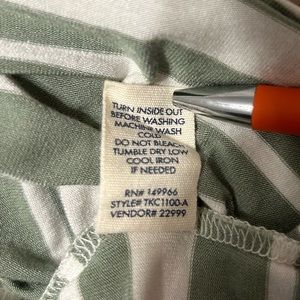 TURN INSIDE OUT
BEFORE WASHING
MACHINE WASH
COLD
DO NOT BLEACH
TUMBLE DRY LOW
COOL IRON
IF NEEDED
RN# 149966
STYLE# TKC1100-A
VENDOR# 22999